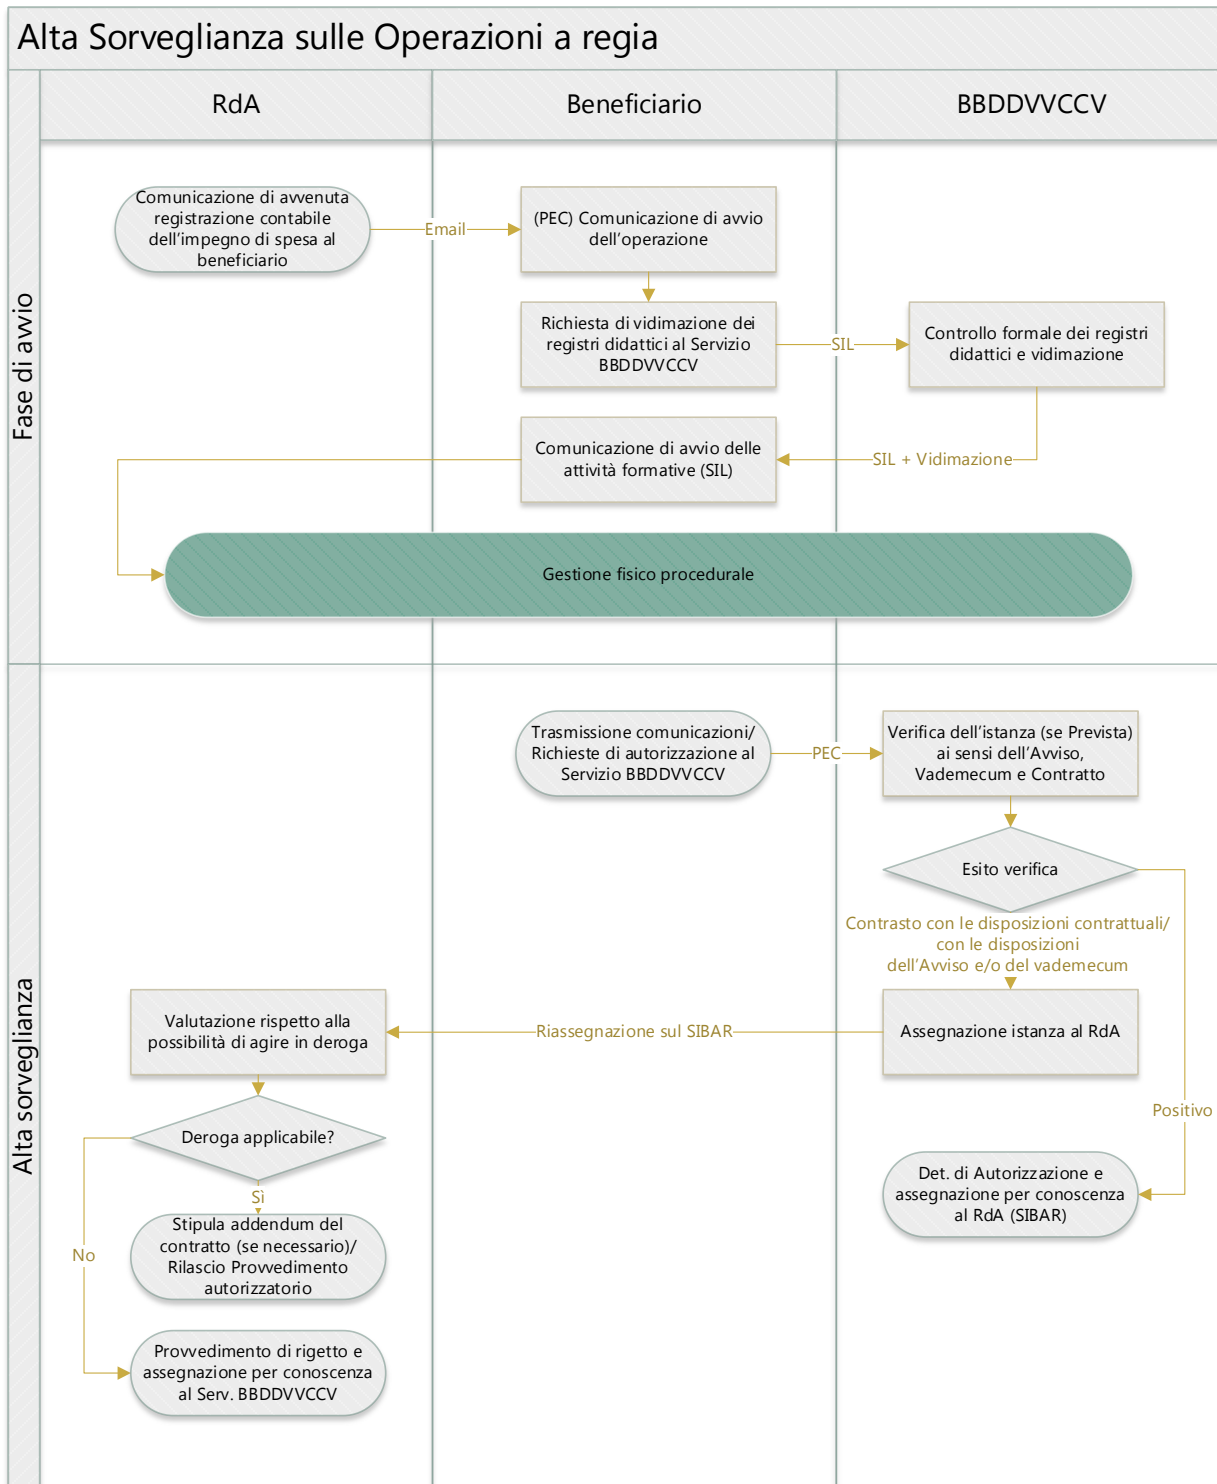 Alta Sorveglianza sulle Operazioni a regia
RdA
Beneficiario
BBDDVVCCV
Fase di avvio
Comunicazione di avvenuta
registrazione contabile
dell'impegno di spesa al
beneficiario
Email
(PEC) Comunicazione di avvio
dell'operazione
Richiesta di vidimazione dei
registri didattici al Servizio
BBDDVVCCV
SIL
Controllo formale dei registri
didattici e vidimazione
Comunicazione di avvio delle
attività formative (SIL)
SIL + Vidimazione
Gestione fisico procedurale
Alta sorveglianza
Trasmissione comunicazioni/
Richieste di autorizzazione al
Servizio BBDDVVCCV
PEC
Verifica dell'istanza (se Prevista)
ai sensi dell'Avviso,
Vademecum e Contratto
Esito verifica
Contrasto con le disposizioni contrattuali/
con le disposizioni
dell'Avviso e/o del vademecum
Valutazione rispetto alla
possibilità di agire in deroga
Riassegnazione sul SIBAR
Assegnazione istanza al RdA
Positivo
Deroga applicabile?
Det. di Autorizzazione e
assegnazione per conoscenza
al RdA (SIBAR)
Sì
No
Stipula addendum del
contratto (se necessario)/
Rilascio Provvedimento
autorizzatorio
Provvedimento di rigetto e
assegnazione per conoscenza
al Serv. BBDDVVCCV